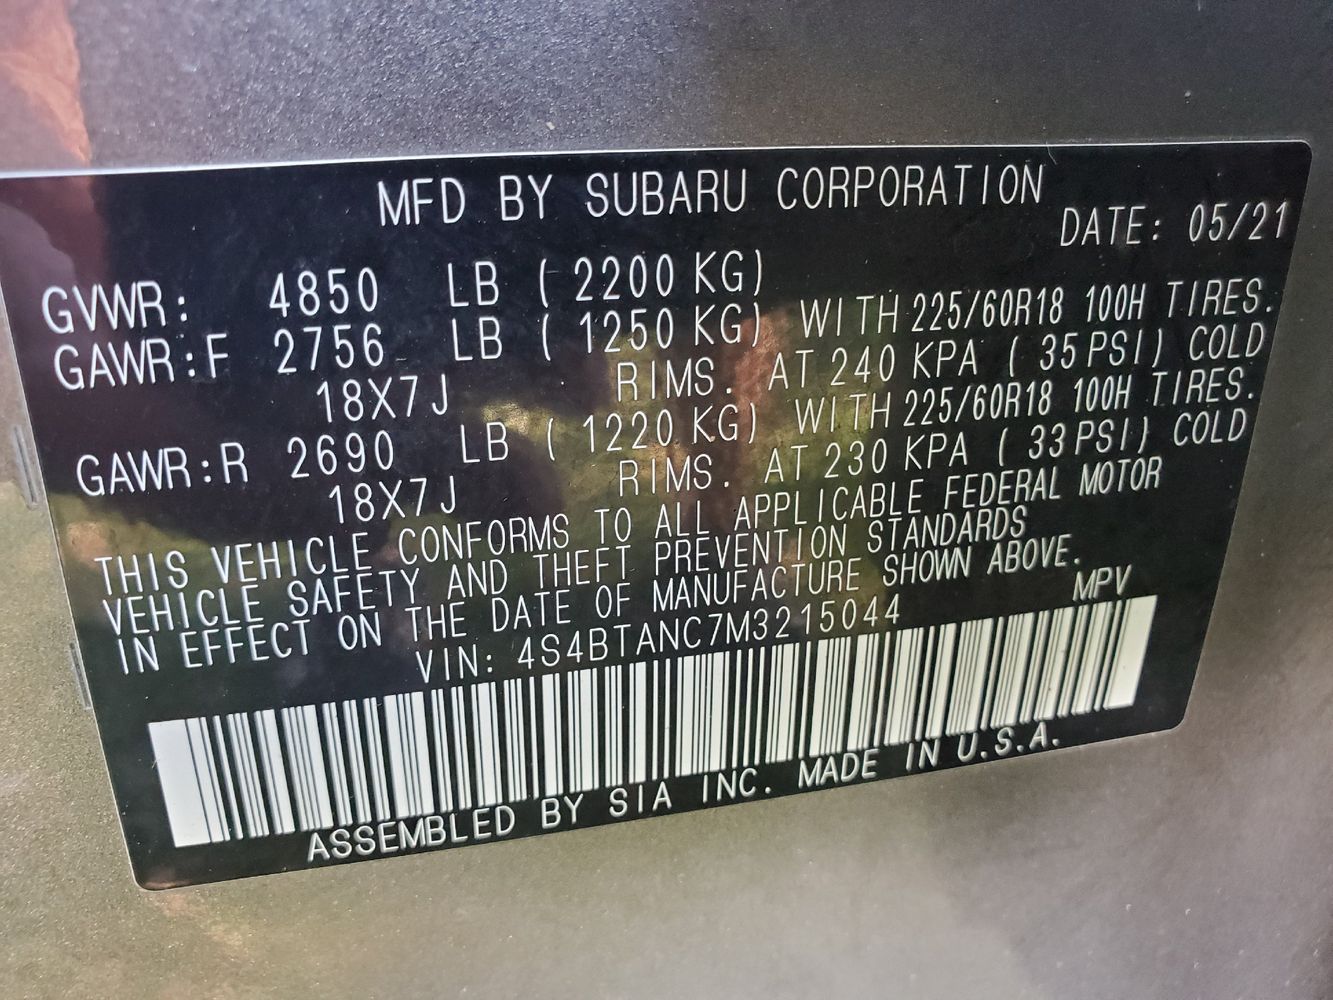 MFD BY SUBARU CORPORATION
DATE: 05/21
GVWR: 4850 LB ( 2200 KG)
GAWR:F 2756 LB ( 1250 KG) WITH 225/60R18 100H TIRES.
18X7J RIMS. AT 240 KPA ( 35 PSI) COLD
GAWR:R 2690 LB ( 1220 KG) WITH 225/60R18 100H TIRES.
18X7J RIMS. AT 230 KPA ( 33 PSI) COLD
THIS VEHICLE CONFORMS TO ALL APPLICABLE FEDERAL MOTOR
VEHICLE SAFETY AND THEFT PREVENTION STANDARDS
IN EFFECT ON THE DATE OF MANUFACTURE SHOWN ABOVE.
VIN: 4S4BTANC7M3215044 MPV
ASSEMBLED BY SIA INC. MADE IN U.S.A.